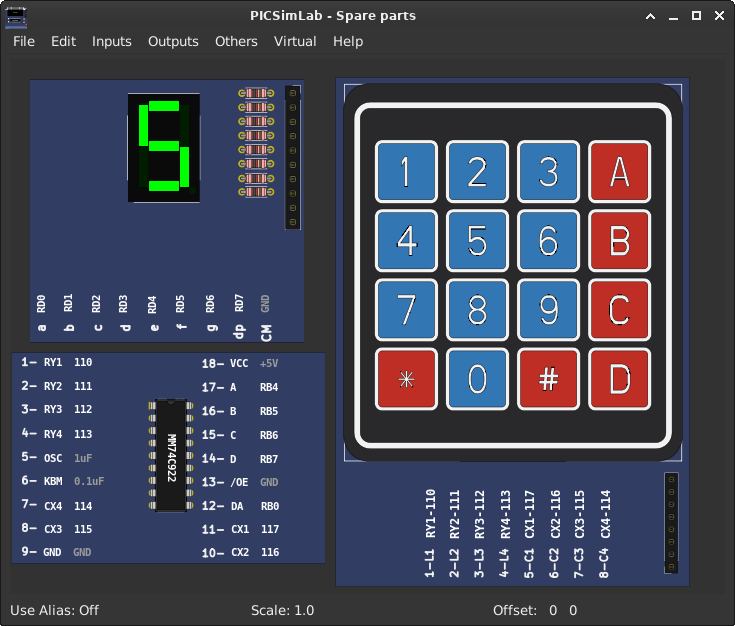 PICSimLab - Spare parts
File Edit Inputs Outputs Others Virtual Help
a RD0
b RD1
c RD2
d RD3
e RD4
f RD5
g RD6
dp RD7
CM GND
1 2 3 A
4 5 6 B
7 8 9 C
* 0 # D
1- RY1 110
2- RY2 111
3- RY3 112
4- RY4 113
5- OSC 1uF
6- KBM 0.1uF
7- CX4 114
8- CX3 115
9- GND GND
MM74C922
18- VCC +5V
17- A RB4
16- B RB5
15- C RB6
14- D RB7
13- /OE GND
12- DA RB0
11- CX1 117
10- CX2 116
1-L1 RY1-110
2-L2 RY2-111
3-L3 RY3-112
4-L4 RY4-113
5-C1 CX1-117
6-C2 CX2-116
7-C3 CX3-115
8-C4 CX4-114
Use Alias: Off Scale: 1.0 Offset: 0 0